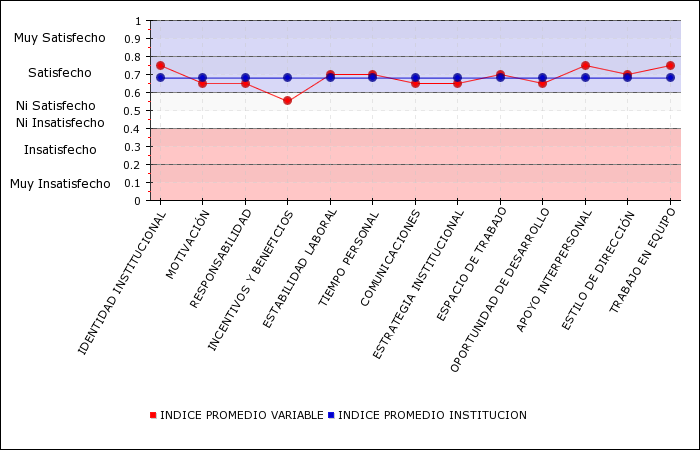 1
0.9
0.8
0.7
0.6
0.5
0.4
0.3
0.2
0.1
0
Muy Satisfecho
Satisfecho
Ni Satisfecho
Ni Insatisfecho
Insatisfecho
Muy Insatisfecho
IDENTIDAD INSTITUCIONAL
MOTIVACIÓN
RESPONSABILIDAD
INCENTIVOS Y BENEFICIOS
ESTABILIDAD LABORAL
TIEMPO PERSONAL
COMUNICACIONES
ESTRATEGIA INSTITUCIONAL
ESPACIO DE TRABAJO
OPORTUNIDAD DE DESARROLLO
APOYO INTERPERSONAL
ESTILO DE DIRECCIÓN
TRABAJO EN EQUIPO
INDICE PROMEDIO VARIABLE
INDICE PROMEDIO INSTITUCION